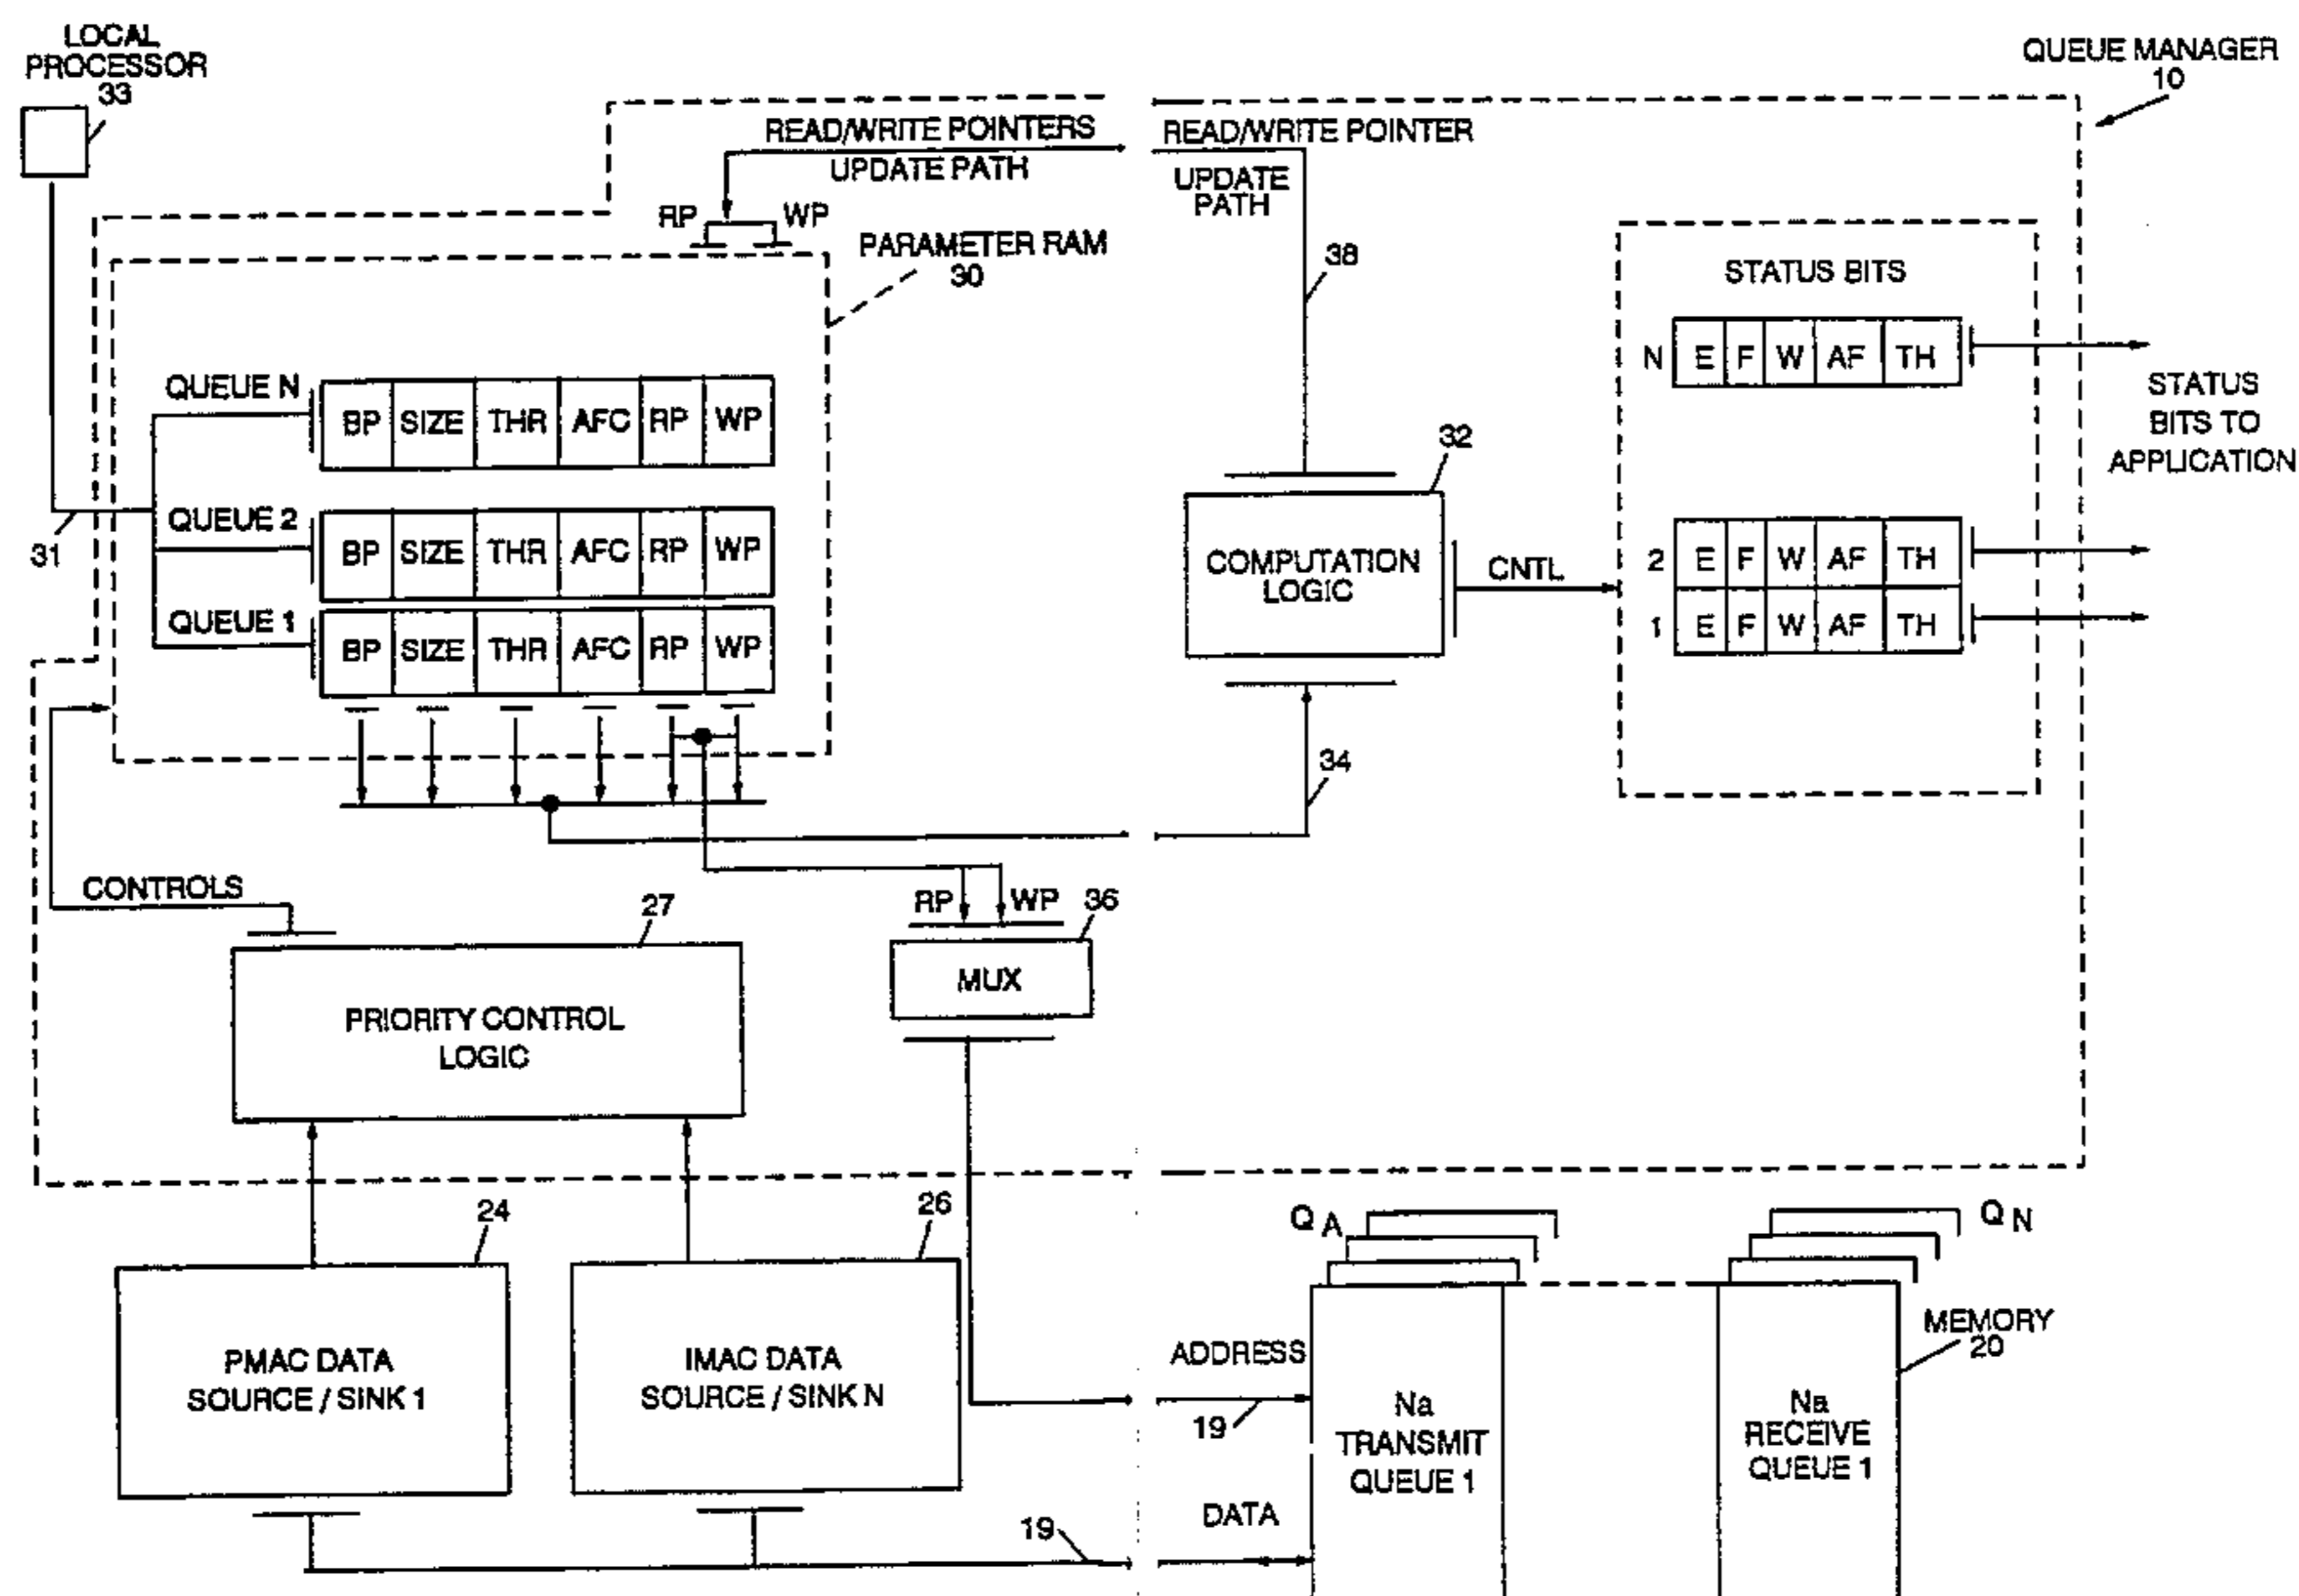 LOCAL
PROCESSOR
33
QUEUE MANAGER
10
READ/WRITE POINTERS
UPDATE PATH
READ/WRITE POINTER
UPDATE
PATH
RP WP
PARAMETER RAM
30
38
STATUS BITS
N E F W AF TH
STATUS
BITS TO
APPLICATION
QUEUE N
BP SIZE THR AFC RP WP
32
31
QUEUE 2
BP SIZE THR AFC RP WP
COMPUTATION
LOGIC
CNTL
2 E F W AF TH
QUEUE 1
BP SIZE THR AFC RP WP
1 E F W AF TH
34
CONTROLS
27
RP WP 36
MUX
PRIORITY CONTROL
LOGIC
24
26
QA
QN
PMAC DATA
SOURCE / SINK 1
IMAC DATA
SOURCE / SINK N
ADDRESS
19
Na
TRANSMIT
QUEUE 1
Na
RECEIVE
QUEUE 1
MEMORY
20
19
DATA